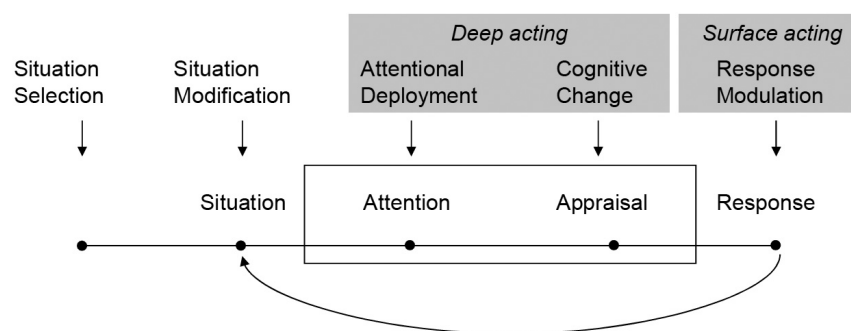 Deep acting
Surface acting
Situation
Selection
Situation
Modification
Attentional
Deployment
Cognitive
Change
Response
Modulation
Situation
Attention
Appraisal
Response